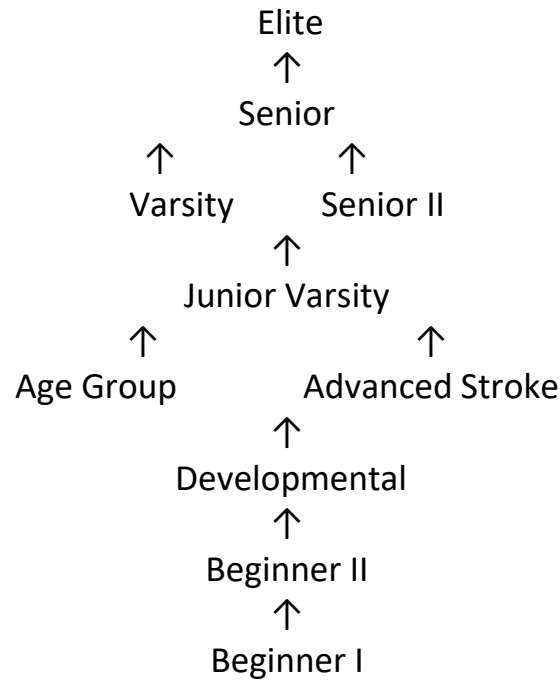 Elite
↑
Senior
↑ ↑
Varsity Senior II
↑
Junior Varsity
↑ ↑
Age Group Advanced Stroke
↑
Developmental
↑
Beginner II
↑
Beginner I